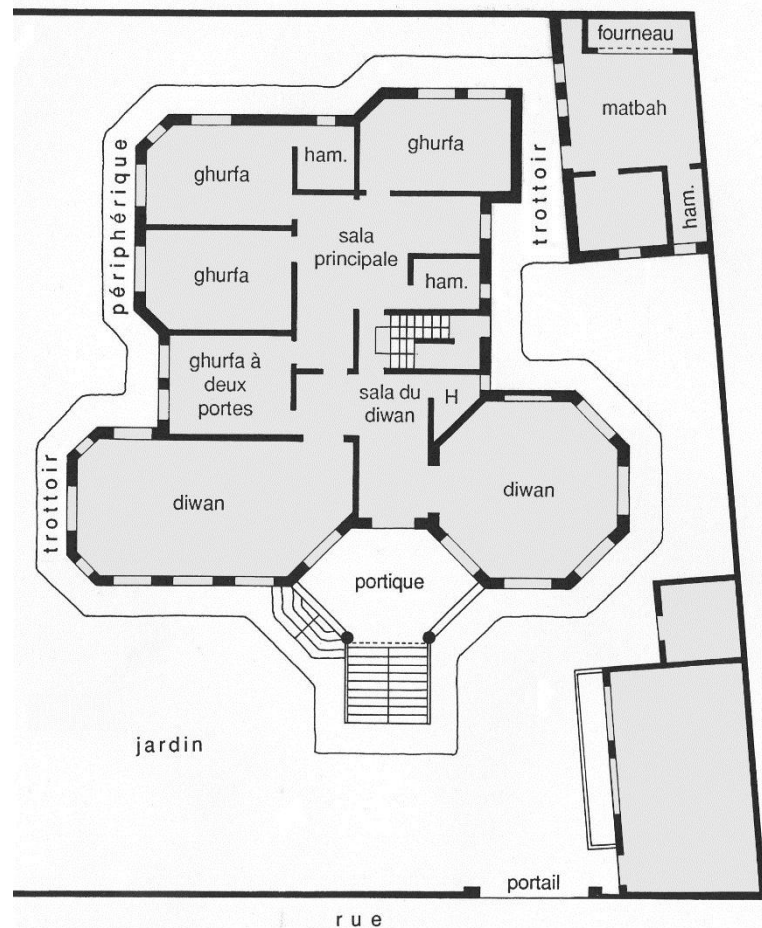 fourneau
matbah
ham.
ghurfa
ham.
ghurfa
trottoir
périphérique
sala
principale
ham.
ghurfa
ghurfa à
deux
portes
sala du
diwan
H
trottoir
diwan
diwan
portique
jardin
portail
rue